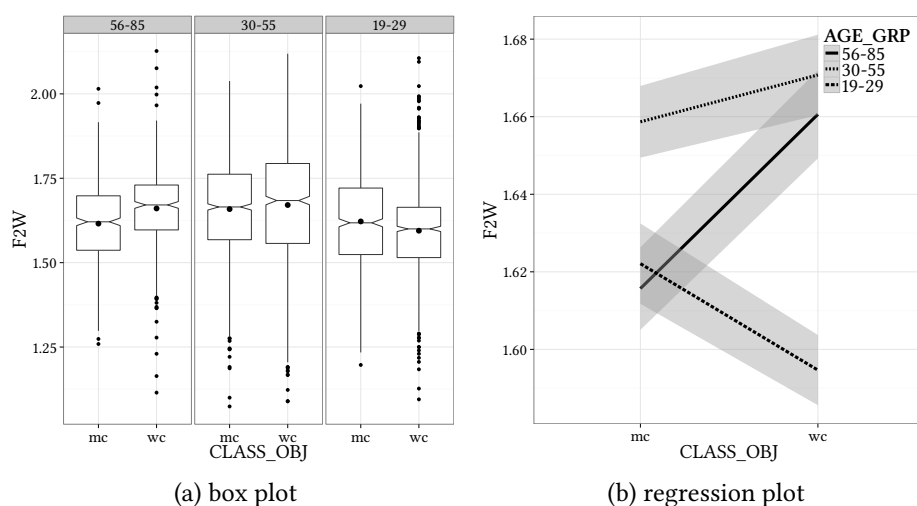 56-85 30-55 19-29
2.00
1.75
1.50
1.25
F2W
mc wc mc wc mc wc
CLASS_OBJ
(a) box plot
1.68
1.66
1.64
1.62
1.60
F2W
AGE_GRP
56-85
30-55
19-29
mc wc
CLASS_OBJ
(b) regression plot